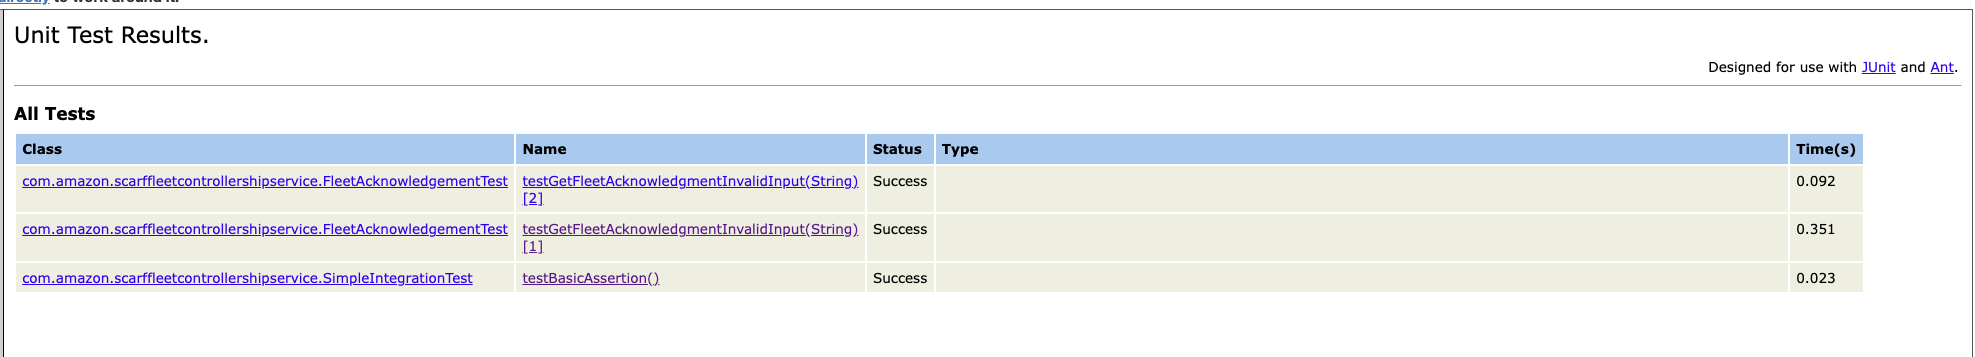 directly to work around it.
Unit Test Results.
Designed for use with JUnit and Ant.
All Tests
Class Name Status Type Time(s)
com.amazon.scarffleetcontrollershipservice.FleetAcknowledgementTest testGetFleetAcknowledgmentInvalidInput(String) Success 0.092
[2]
com.amazon.scarffleetcontrollershipservice.FleetAcknowledgementTest testGetFleetAcknowledgmentInvalidInput(String) Success 0.351
[1]
com.amazon.scarffleetcontrollershipservice.SimpleIntegrationTest testBasicAssertion() Success 0.023